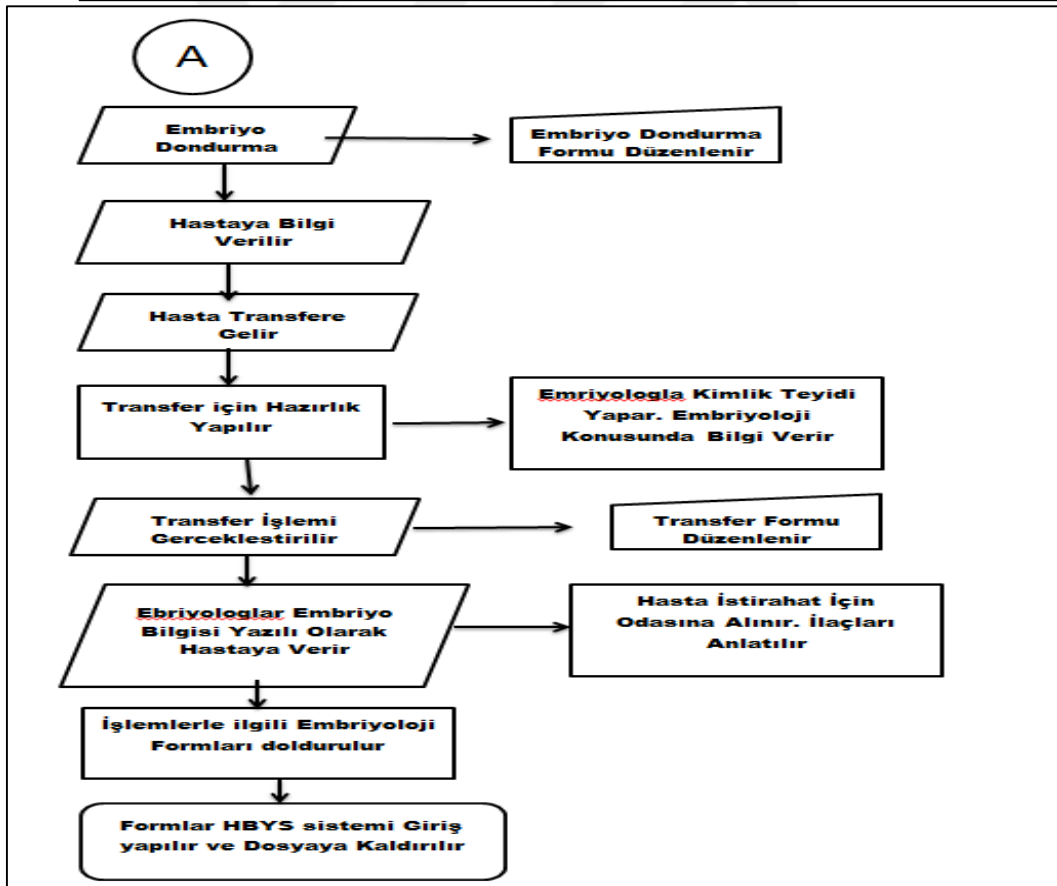 A
Embriyo
Dondurma
Embriyo Dondurma
Formu Düzenlenir
Hastaya Bilgi
Verilir
Hasta Transfere
Gelir
Transfer için Hazırlık
Yapılır
Emriyologla Kimlik Teyidi
Yapar. Embriyoloji
Konusunda Bilgi Verir
Transfer İşlemi
Gerceklestirilir
Transfer Formu
Düzenlenir
Ebriyologlar Embriyo
Bilgisi Yazılı Olarak
Hastaya Verir
Hasta İstirahat İçin
Odasına Alınır. İlaçları
Anlatılır
İşlemlerle ilgili Embriyoloji
Formları doldurulur
Formlar HBYS sistemi Giriş
yapılır ve Dosyaya Kaldırılır